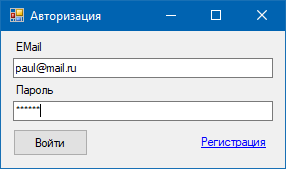 Авторизация
EMail
paul@mail.ru
Пароль
******
Войти
Регистрация